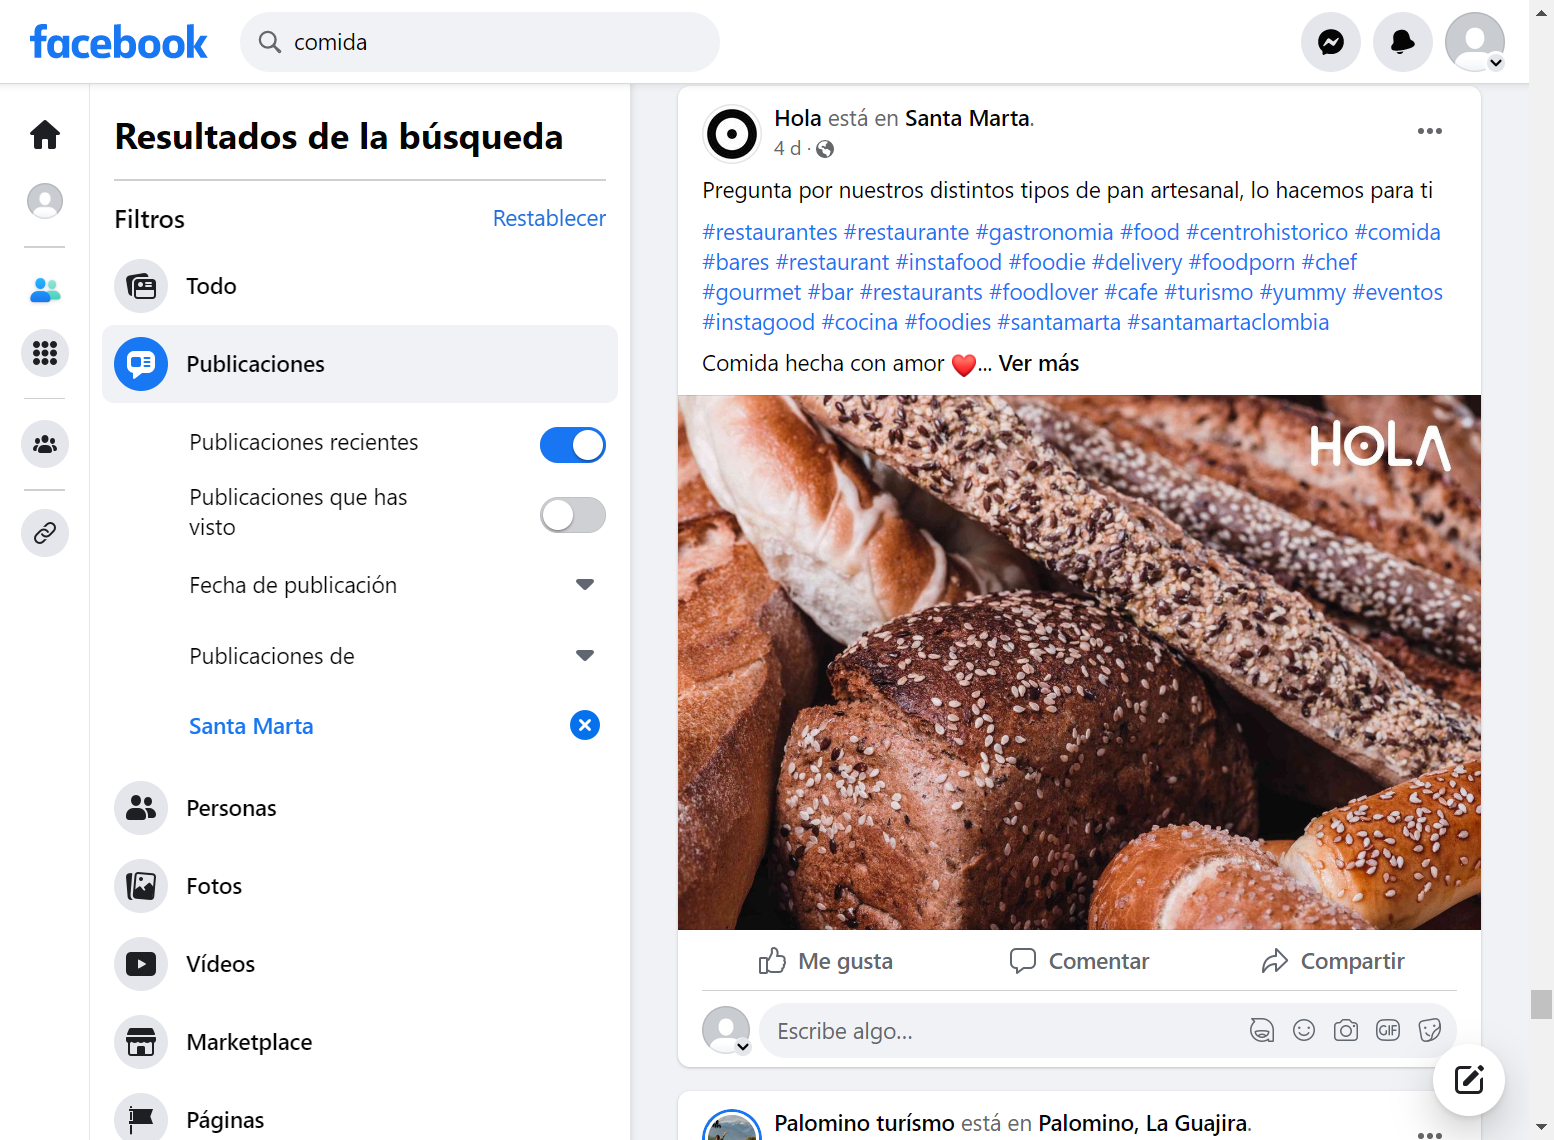 facebook
comida
Resultados de la búsqueda
Filtros
Restablecer
Todo
Publicaciones
Publicaciones recientes
Publicaciones que has
visto
Fecha de publicación
Publicaciones de
Santa Marta
Personas
Fotos
Vídeos
Marketplace
Páginas
Hola está en Santa Marta.
4 d ·
Pregunta por nuestros distintos tipos de pan artesanal, lo hacemos para ti
#restaurantes #restaurante #gastronomia #food #centrohistorico #comida
#bares #restaurant #instafood #foodie #delivery #foodporn #chef
#gourmet #bar #restaurants #foodlover #cafe #turismo #yummy #eventos
#instagood #cocina #foodies #santamarta #santamartaclombia
Comida hecha con amor ❤️... Ver más
HOLA
Me gusta
Comentar
Compartir
Escribe algo...
GIF
Palomino turísmo está en Palomino, La Guajira.